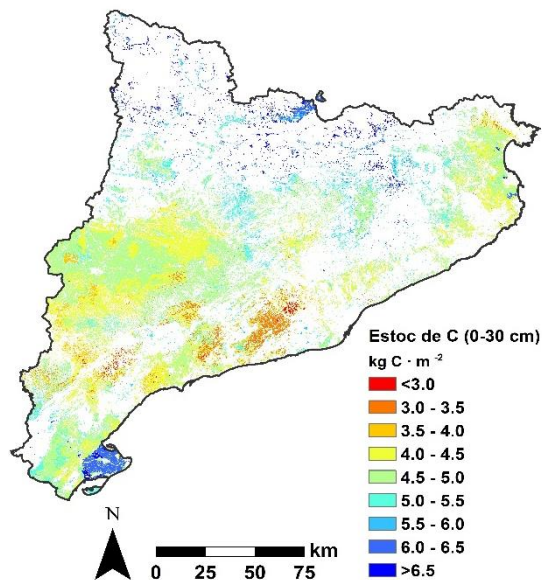 Estoc de C (0-30 cm)
kg C · m ⁻²
<3.0
3.0 - 3.5
3.5 - 4.0
4.0 - 4.5
4.5 - 5.0
5.0 - 5.5
5.5 - 6.0
6.0 - 6.5
>6.5
N
km
0 25 50 75